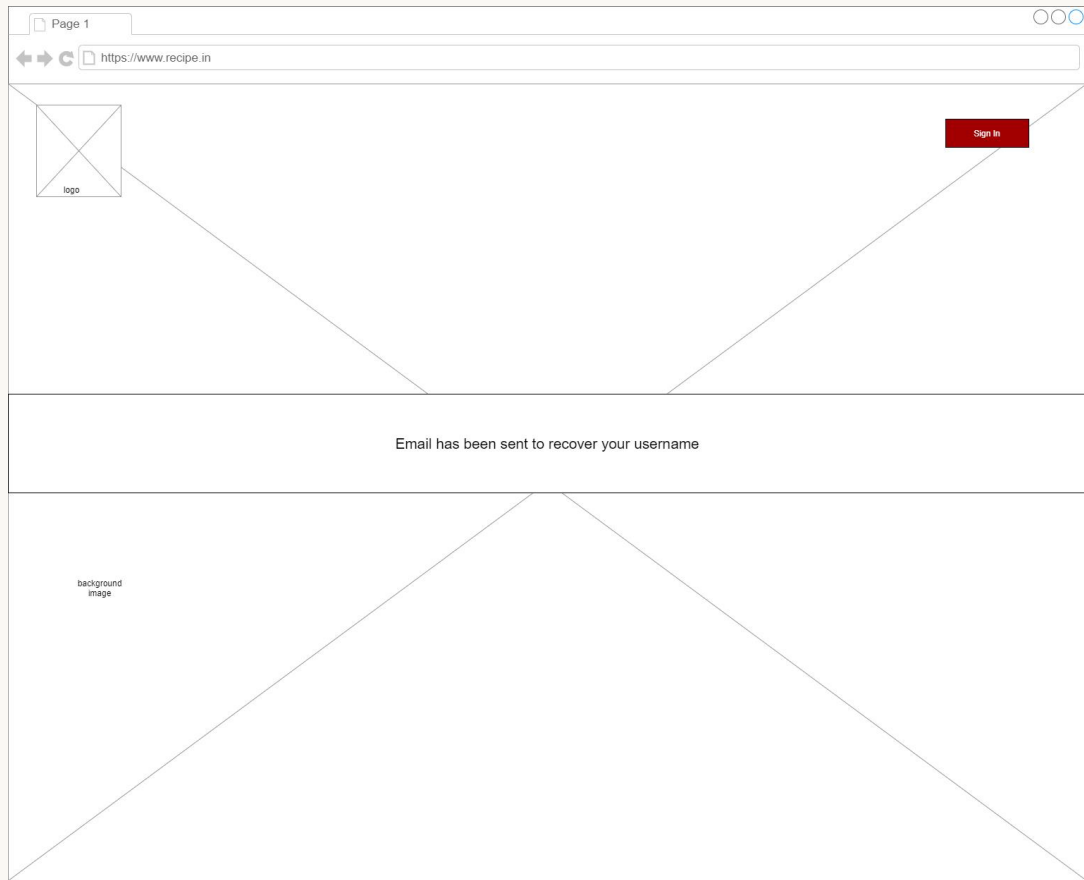 Page 1
https://www.recipe.in
Sign In
logo
Email has been sent to recover your username
background
image